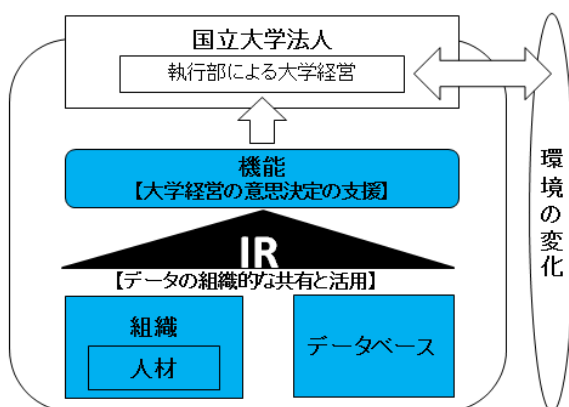 国立大学法人
執行部による大学経営
機能
【大学経営の意思決定の支援】
IR
【データの組織的な共有と活用】
組織
人材
データベース
環境の変化